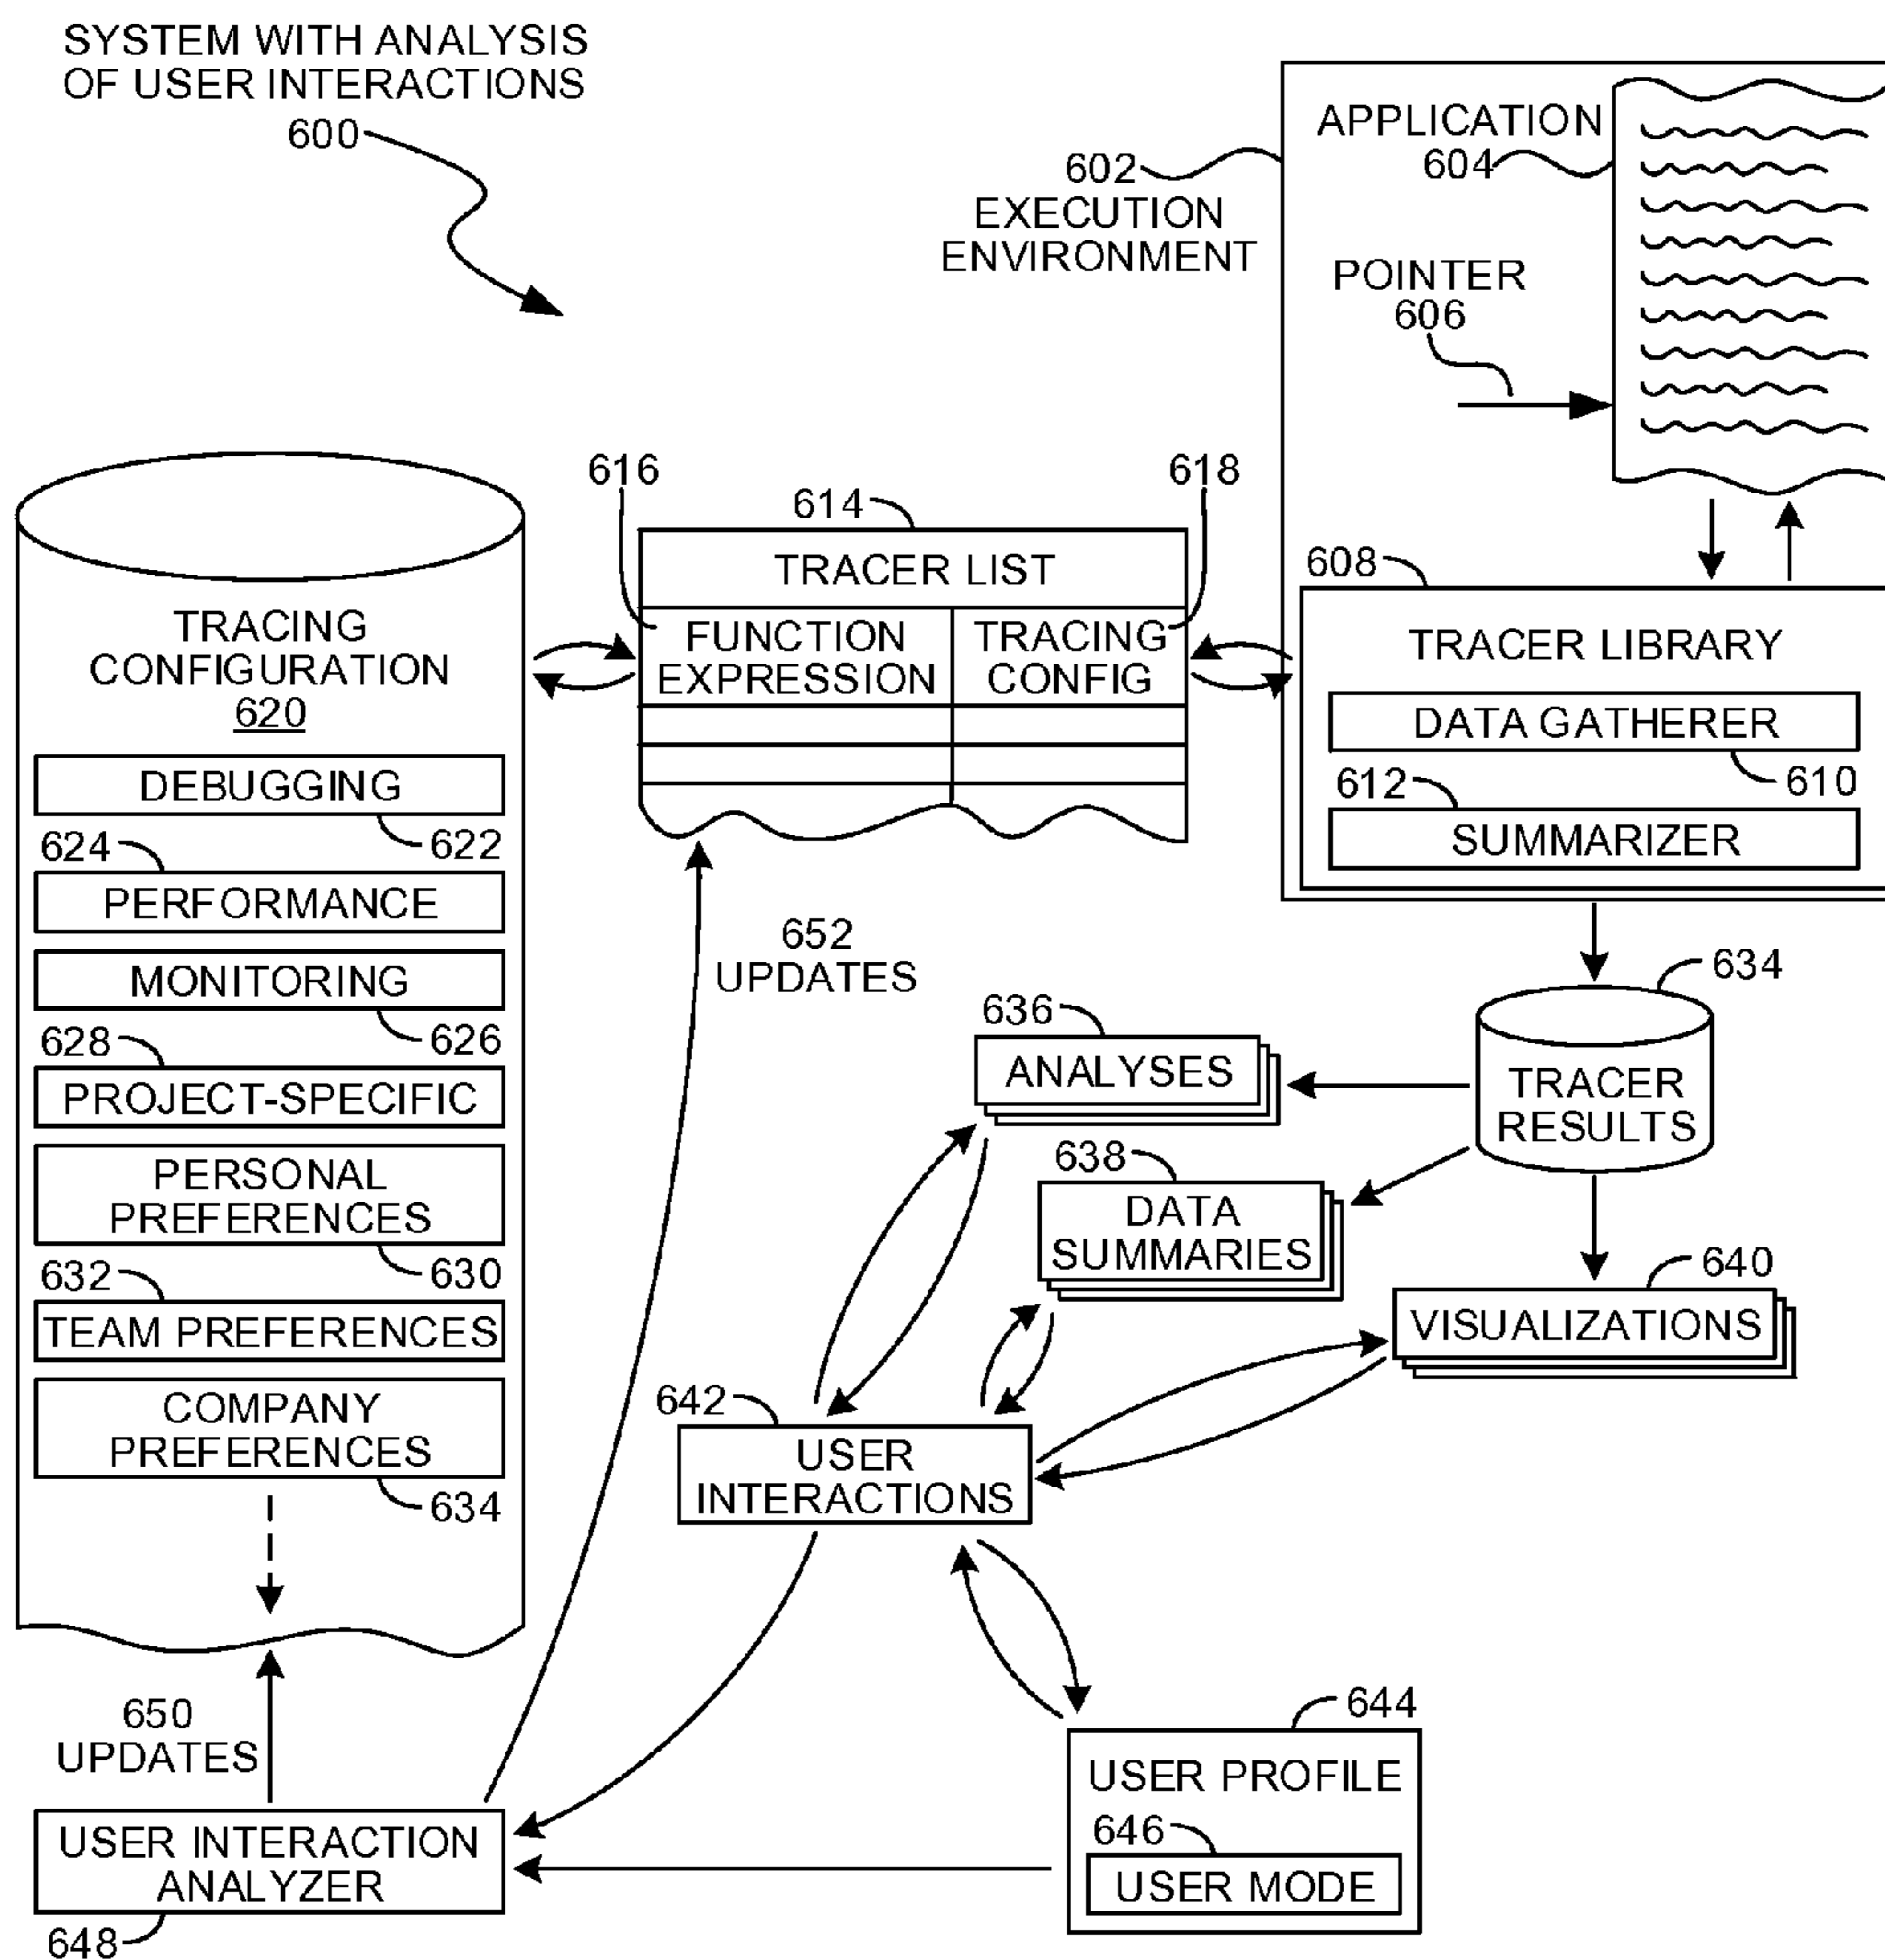 SYSTEM WITH ANALYSIS
OF USER INTERACTIONS
600
602
EXECUTION
ENVIRONMENT
APPLICATION
604
POINTER
606
608
TRACER LIBRARY
DATA GATHERER
610
612
SUMMARIZER
616
614
618
TRACER LIST
FUNCTION
EXPRESSION
TRACING
CONFIG
TRACING
CONFIGURATION
620
DEBUGGING
622
624
PERFORMANCE
MONITORING
626
628
PROJECT-SPECIFIC
PERSONAL
PREFERENCES
630
632
TEAM PREFERENCES
COMPANY
PREFERENCES
634
652
UPDATES
634
TRACER
RESULTS
636
ANALYSES
638
DATA
SUMMARIES
640
VISUALIZATIONS
642
USER
INTERACTIONS
644
USER PROFILE
646
USER MODE
650
UPDATES
USER INTERACTION
ANALYZER
648